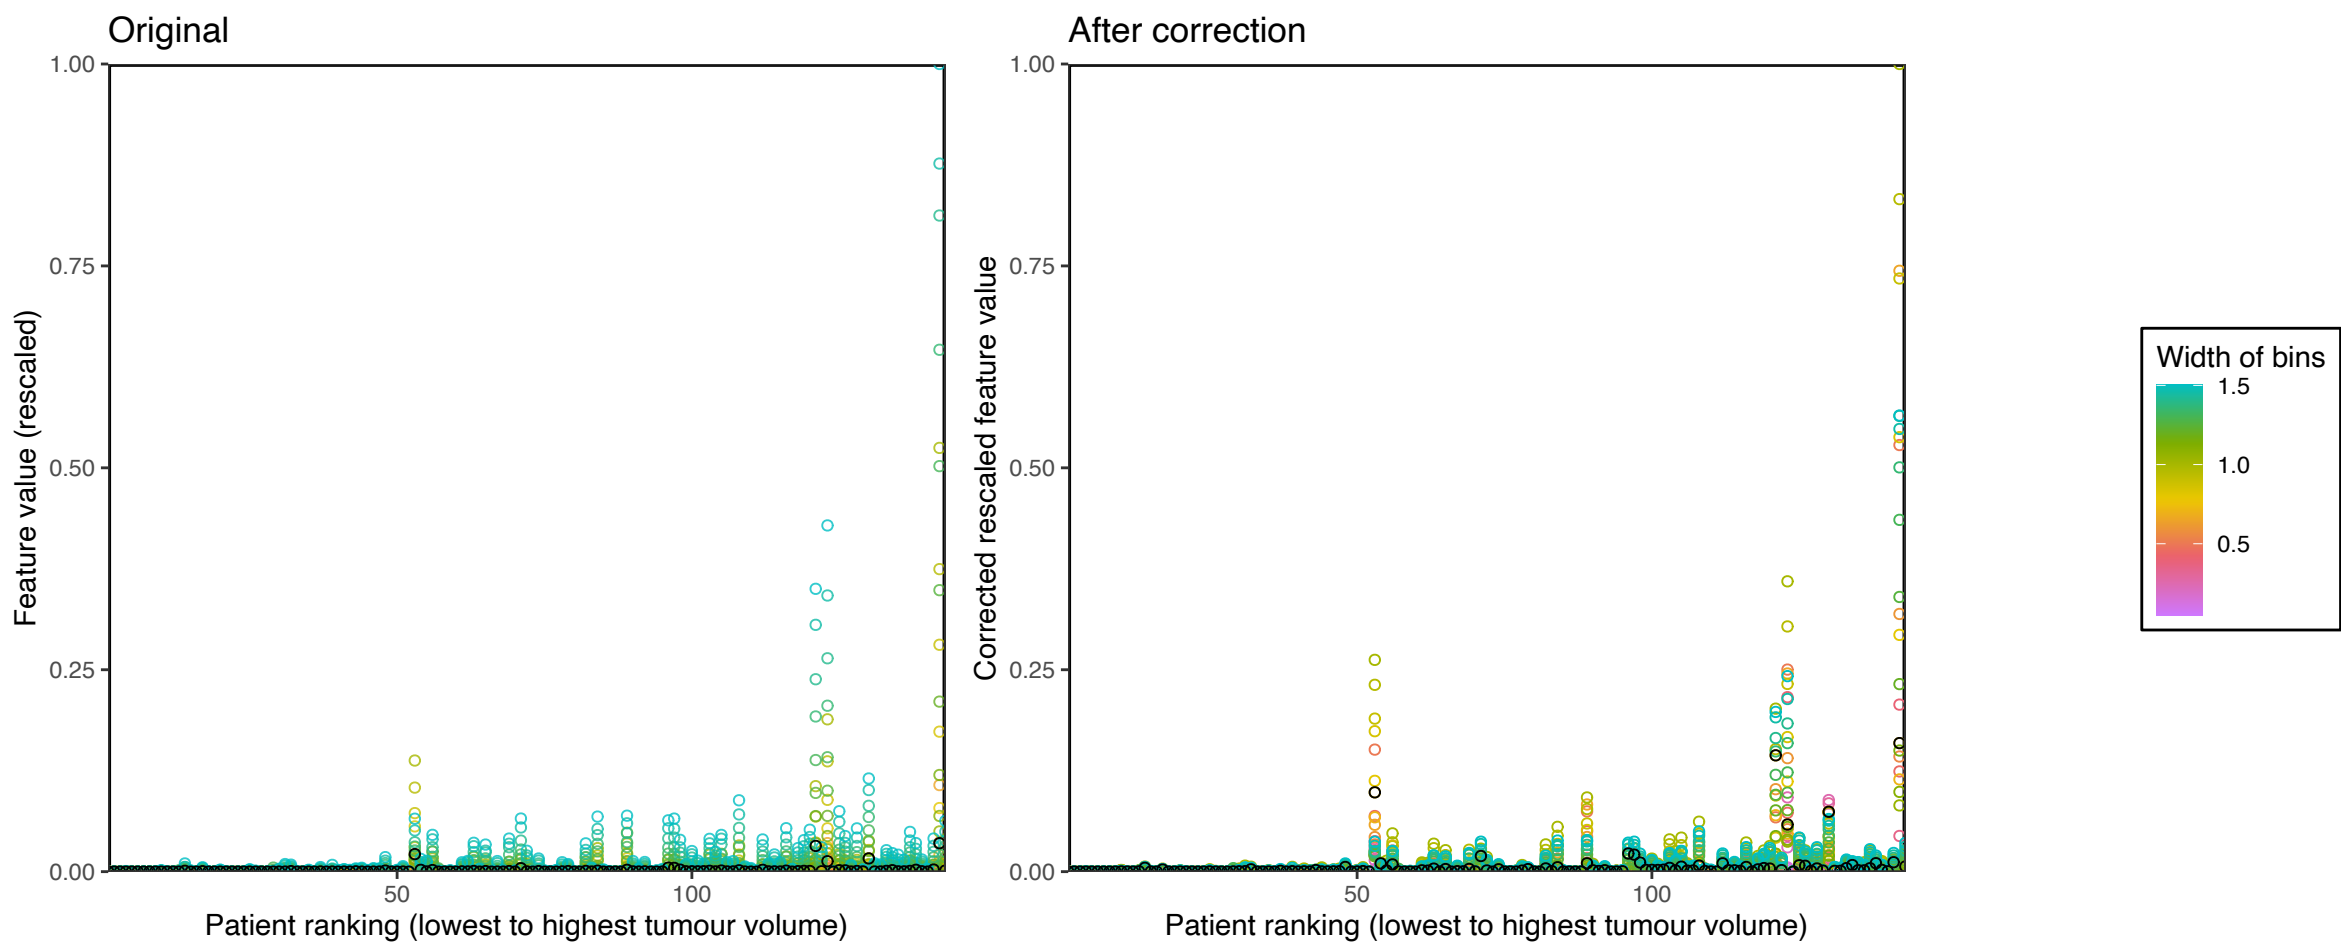 Original
1.00
0.75
0.50
0.25
0.00
Feature value (rescaled)
50
100
Patient ranking (lowest to highest tumour volume)
After correction
1.00
0.75
0.50
0.25
0.00
Corrected rescaled feature value
50
100
Patient ranking (lowest to highest tumour volume)
Width of bins
1.5
1.0
0.5